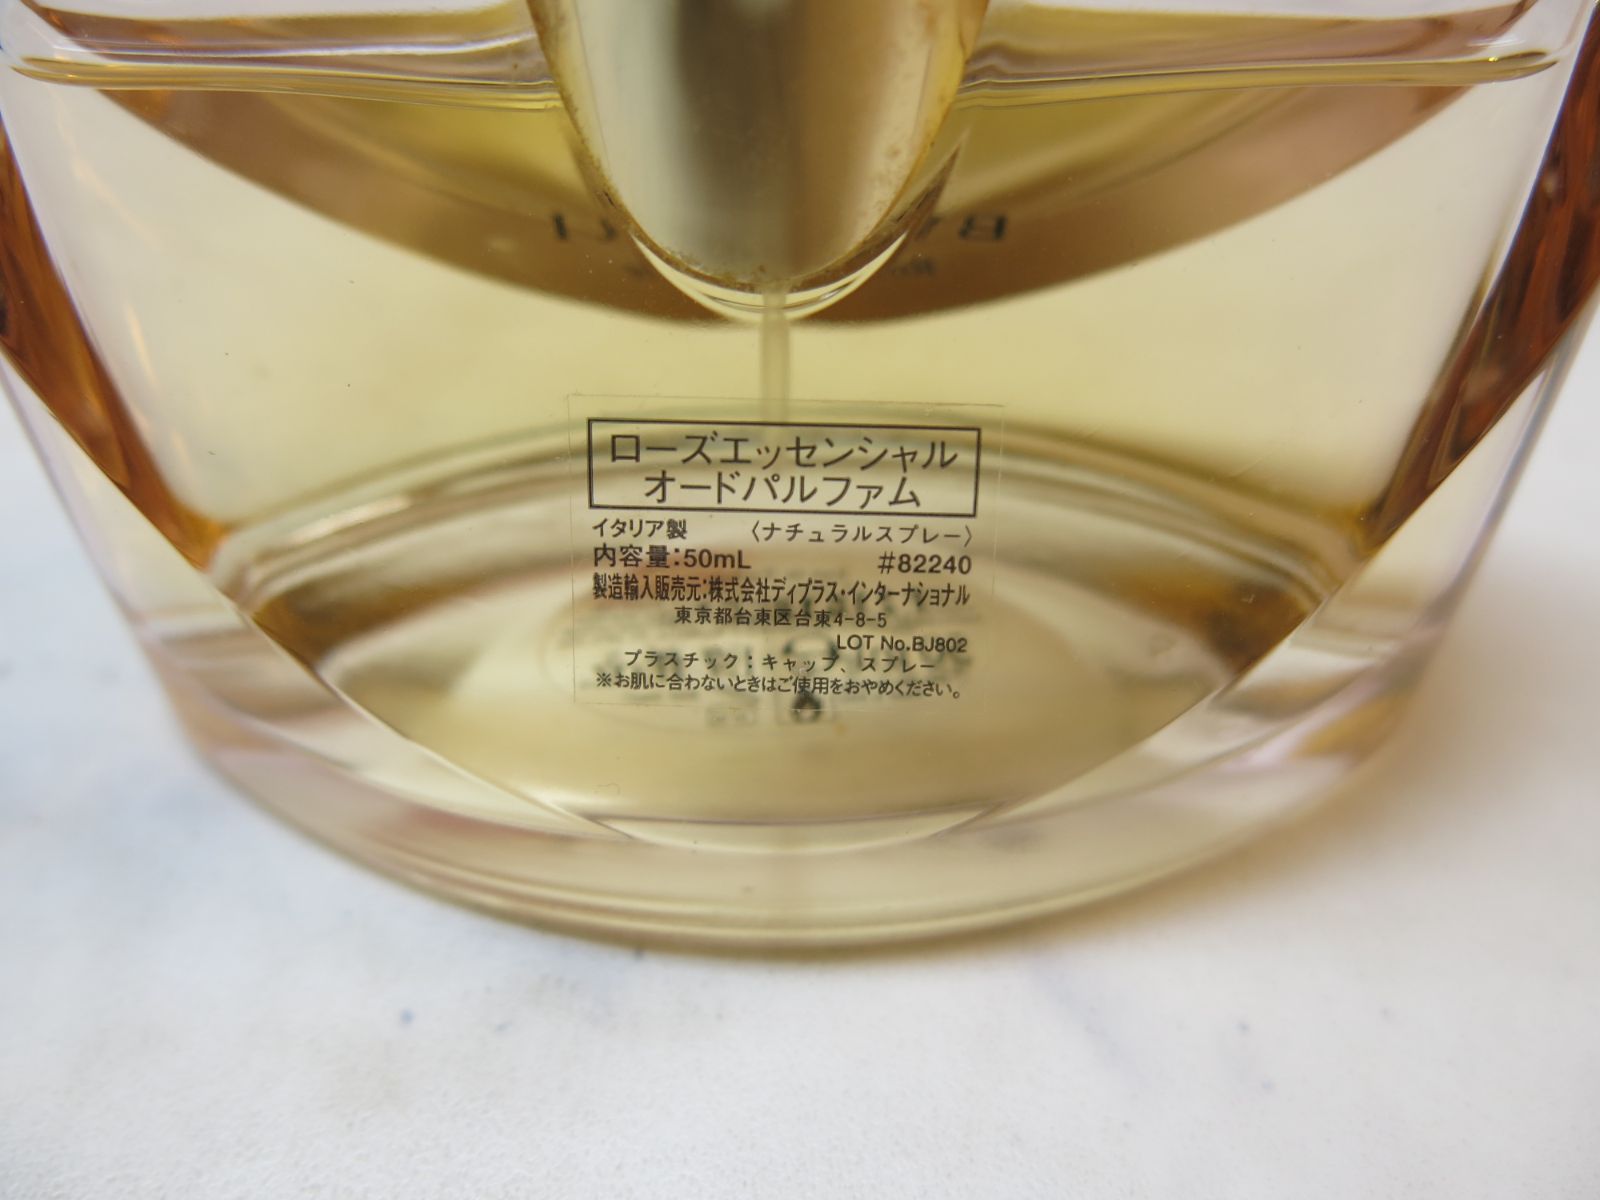 ローズエッセンシャル
オードパルファム
イタリア製 〈ナチュラルスプレー〉
内容量:50mL #82240
製造輸入販売元:株式会社ディプラス・インターナショナル
東京都台東区台東4-8-5
LOT No.BJ802
プラスチック:キャップ、スプレー
※お肌に合わないときはご使用をおやめください。